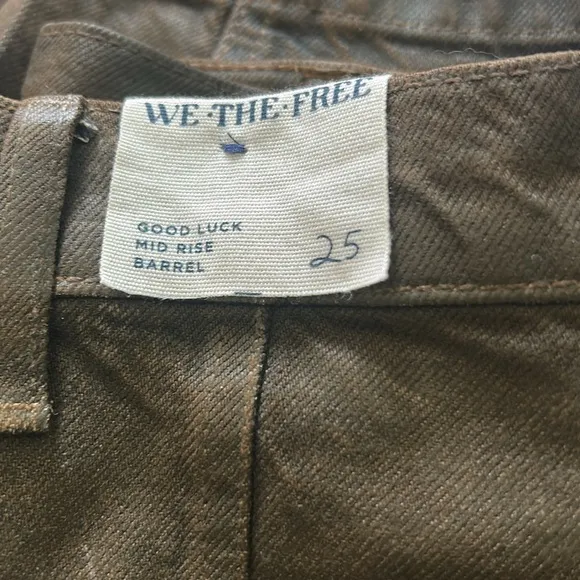 WE·THE·FREE
GOOD LUCK
MID RISE
BARREL
25